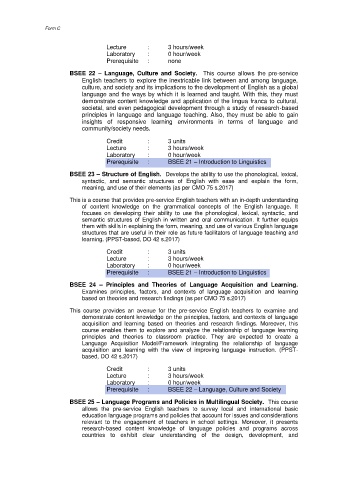 Form C
Lecture : 3 hours/week
Laboratory : 0 hour/week
Prerequisite : none
BSEE 22 – Language, Culture and Society. This course allows the pre-service
English teachers to explore the inextricable link between and among language,
culture, and society and its implications to the development of English as a global
language and the ways by which it is learned and taught. With this, they must
demonstrate content knowledge and application of the lingua franca to cultural,
societal, and even pedagogical development through a study of research-based
principles in language and language teaching. Also, they must be able to gain
insights of responsive learning environments in terms of language and
community/society needs.
Credit : 3 units
Lecture : 3 hours/week
Laboratory : 0 hour/week
Prerequisite : BSEE 21 – Introduction to Linguistics
BSEE 23 – Structure of English. Develops the ability to use the phonological, lexical,
syntactic, and semantic structures of English with ease and explain the form,
meaning, and use of their elements (as per CMO 75 s.2017)
This is a course that provides pre-service English teachers with an in-depth understanding
of content knowledge on the grammatical concepts of the English language. It
focuses on developing their ability to use the phonological, lexical, syntactic, and
semantic structures of English in written and oral communication. It further equips
them with skills in explaining the form, meaning, and use of various English language
structures that are useful in their role as future facilitators of language teaching and
learning. (PPST-based, DO 42 s.2017)
Credit : 3 units
Lecture : 3 hours/week
Laboratory : 0 hour/week
Prerequisite : BSEE 21 – Introduction to Linguistics
BSEE 24 – Principles and Theories of Language Acquisition and Learning.
Examines principles, factors, and contexts of language acquisition and learning
based on theories and research findings (as per CMO 75 s.2017)
This course provides an avenue for the pre-service English teachers to examine and
demonstrate content knowledge on the principles, factors, and contexts of language
acquisition and learning based on theories and research findings. Moreover, this
course enables them to explore and analyze the relationship of language learning
principles and theories to classroom practice. They are expected to create a
Language Acquisition Model/Framework integrating the relationship of language
acquisition and learning with the view of improving language instruction. (PPST-
based, DO 42 s.2017)
Credit : 3 units
Lecture : 3 hours/week
Laboratory : 0 hour/week
Prerequisite : BSEE 22 – Language, Culture and Society
BSEE 25 – Language Programs and Policies in Multilingual Society. This course
allows the pre-service English teachers to survey local and international basic
education language programs and policies that account for issues and considerations
relevant to the engagement of teachers in school settings. Moreover, it presents
research-based content knowledge of language policies and programs across
countries to exhibit clear understanding of the design, development, and